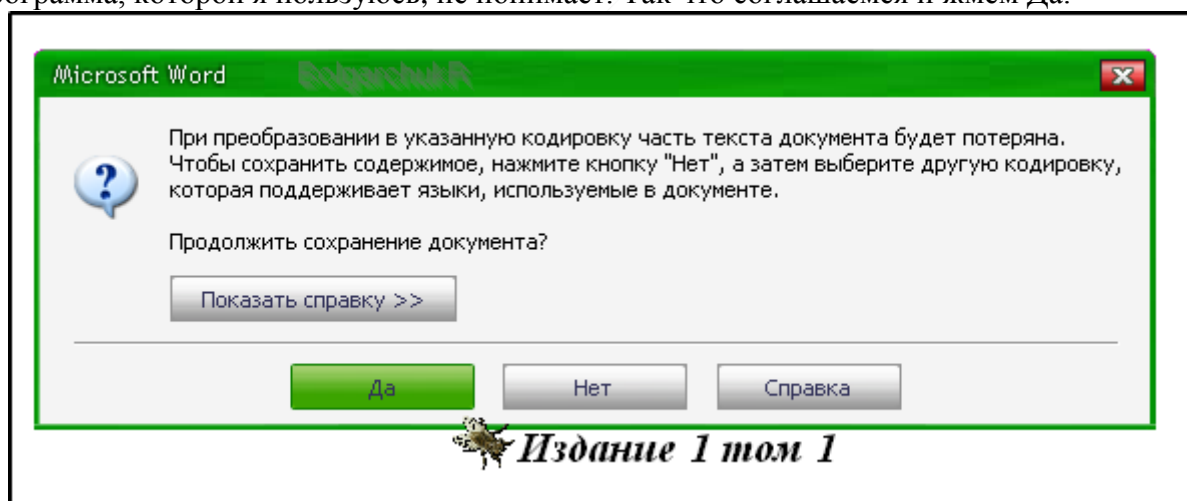 программа, которой я пользуюсь, не понимает. Так что соглашаемся и жмем Да.
Microsoft Word
При преобразовании в указанную кодировку часть текста документа будет потеряна.
Чтобы сохранить содержимое, нажмите кнопку "Нет", а затем выберите другую кодировку,
которая поддерживает языки, используемые в документе.
Продолжить сохранение документа?
Показать справку >>
Да Нет Справка
Издание 1 том 1